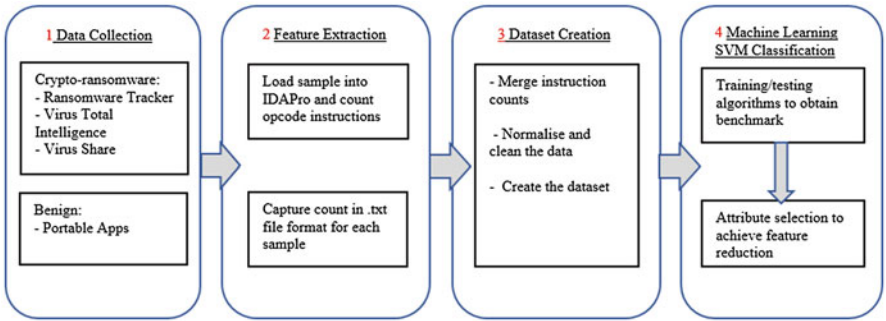 1 Data Collection
Crypto-ransomware:
- Ransomware Tracker
- Virus Total
Intelligence
- Virus Share
Benign:
- Portable Apps
2 Feature Extraction
Load sample into
IDAPro and count
opcode instructions
Capture count in .txt
file format for each
sample
3 Dataset Creation
- Merge instruction
counts
- Normalise and
clean the data
- Create the dataset
4 Machine Learning
SVM Classification
Training/testing
algorithms to obtain
benchmark
Attribute selection to
achieve feature
reduction